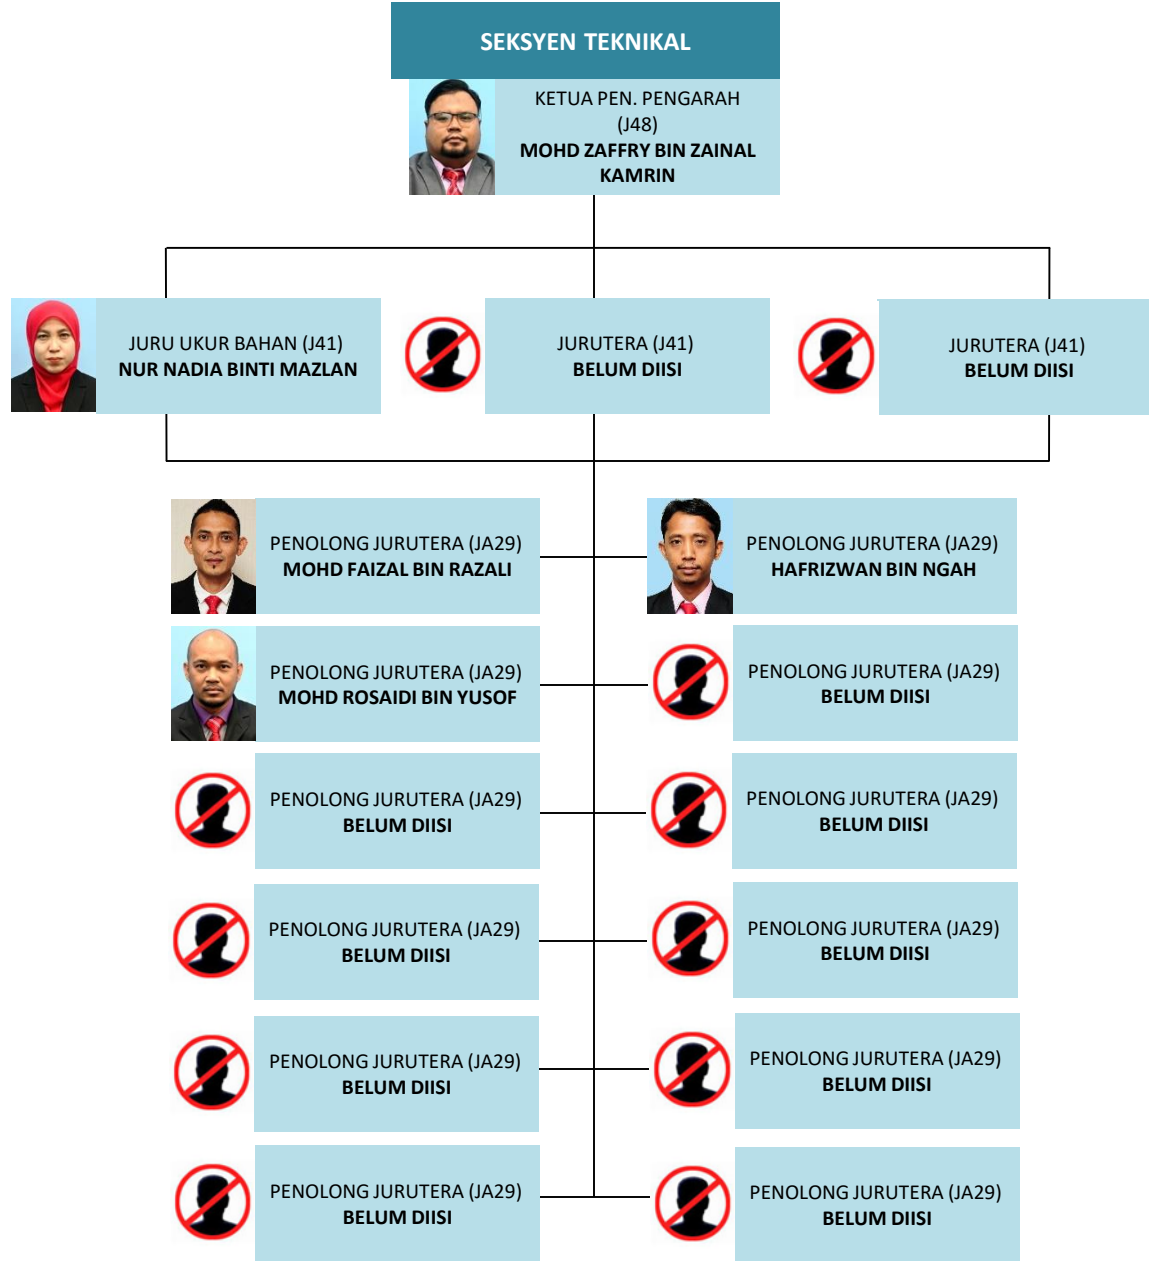 SEKSYEN TEKNIKAL
KETUA PEN. PENGARAH
(J48)
MOHD ZAFFRY BIN ZAINAL
KAMRIN
JURU UKUR BAHAN (J41)
NUR NADIA BINTI MAZLAN
JURUTERA (J41)
BELUM DIISI
JURUTERA (J41)
BELUM DIISI
PENOLONG JURUTERA (JA29)
MOHD FAIZAL BIN RAZALI
PENOLONG JURUTERA (JA29)
HAFRIZWAN BIN NGAH
PENOLONG JURUTERA (JA29)
MOHD ROSAIDI BIN YUSOF
PENOLONG JURUTERA (JA29)
BELUM DIISI
PENOLONG JURUTERA (JA29)
BELUM DIISI
PENOLONG JURUTERA (JA29)
BELUM DIISI
PENOLONG JURUTERA (JA29)
BELUM DIISI
PENOLONG JURUTERA (JA29)
BELUM DIISI
PENOLONG JURUTERA (JA29)
BELUM DIISI
PENOLONG JURUTERA (JA29)
BELUM DIISI
PENOLONG JURUTERA (JA29)
BELUM DIISI
PENOLONG JURUTERA (JA29)
BELUM DIISI